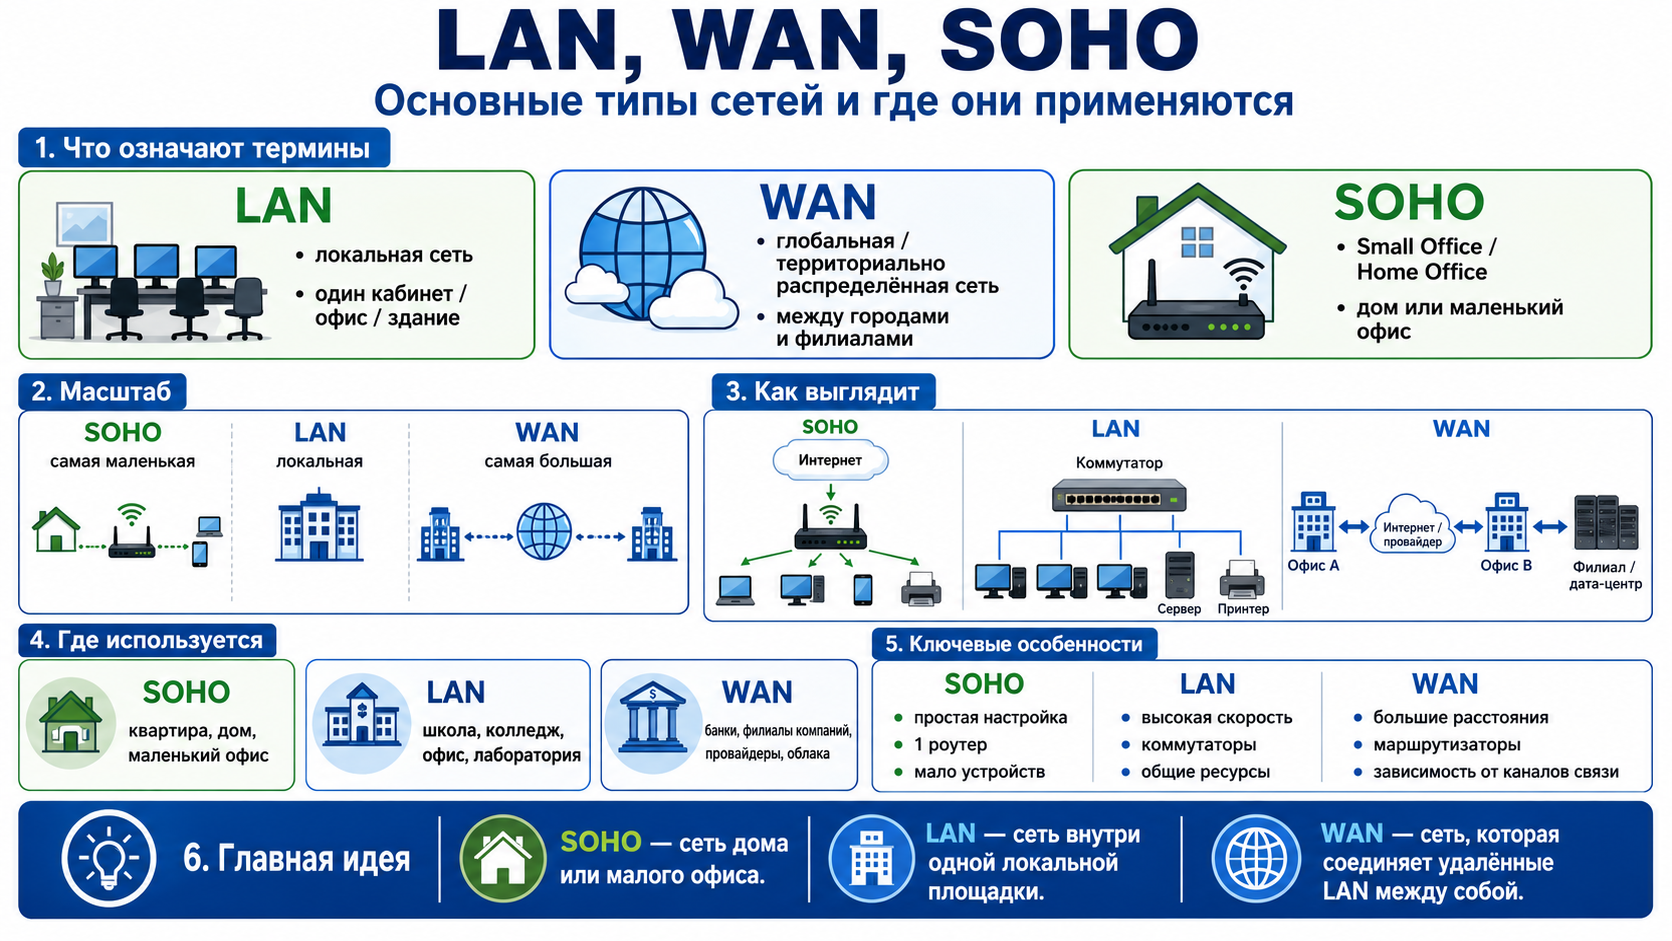 LAN, WAN, SOHO
Основные типы сетей и где они применяются
1. Что означают термины
LAN
• локальная сеть
• один кабинет /
офис / здание
WAN
• глобальная /
территориально
распределённая сеть
• между городами
и филиалами
SOHO
• Small Office /
Home Office
• дом или маленький
офис
2. Масштаб
SOHO
самая маленькая
LAN
локальная
WAN
самая большая
3. Как выглядит
SOHO
Интернет
LAN
Коммутатор
Сервер
Принтер
WAN
Офис A
Интернет /
провайдер
Офис B
Филиал /
дата-центр
4. Где используется
SOHO
квартира, дом,
маленький офис
LAN
школа, колледж,
офис, лаборатория
WAN
банки, филиалы компаний,
провайдеры, облака
5. Ключевые особенности
SOHO
• простая настройка
• 1 роутер
• мало устройств
LAN
• высокая скорость
• коммутаторы
• общие ресурсы
WAN
• большие расстояния
• маршрутизаторы
• зависимость от каналов связи
6. Главная идея
SOHO — сеть дома
или малого офиса.
LAN — сеть внутри
одной локальной
площадки.
WAN — сеть, которая
соединяет удалённые
LAN между собой.